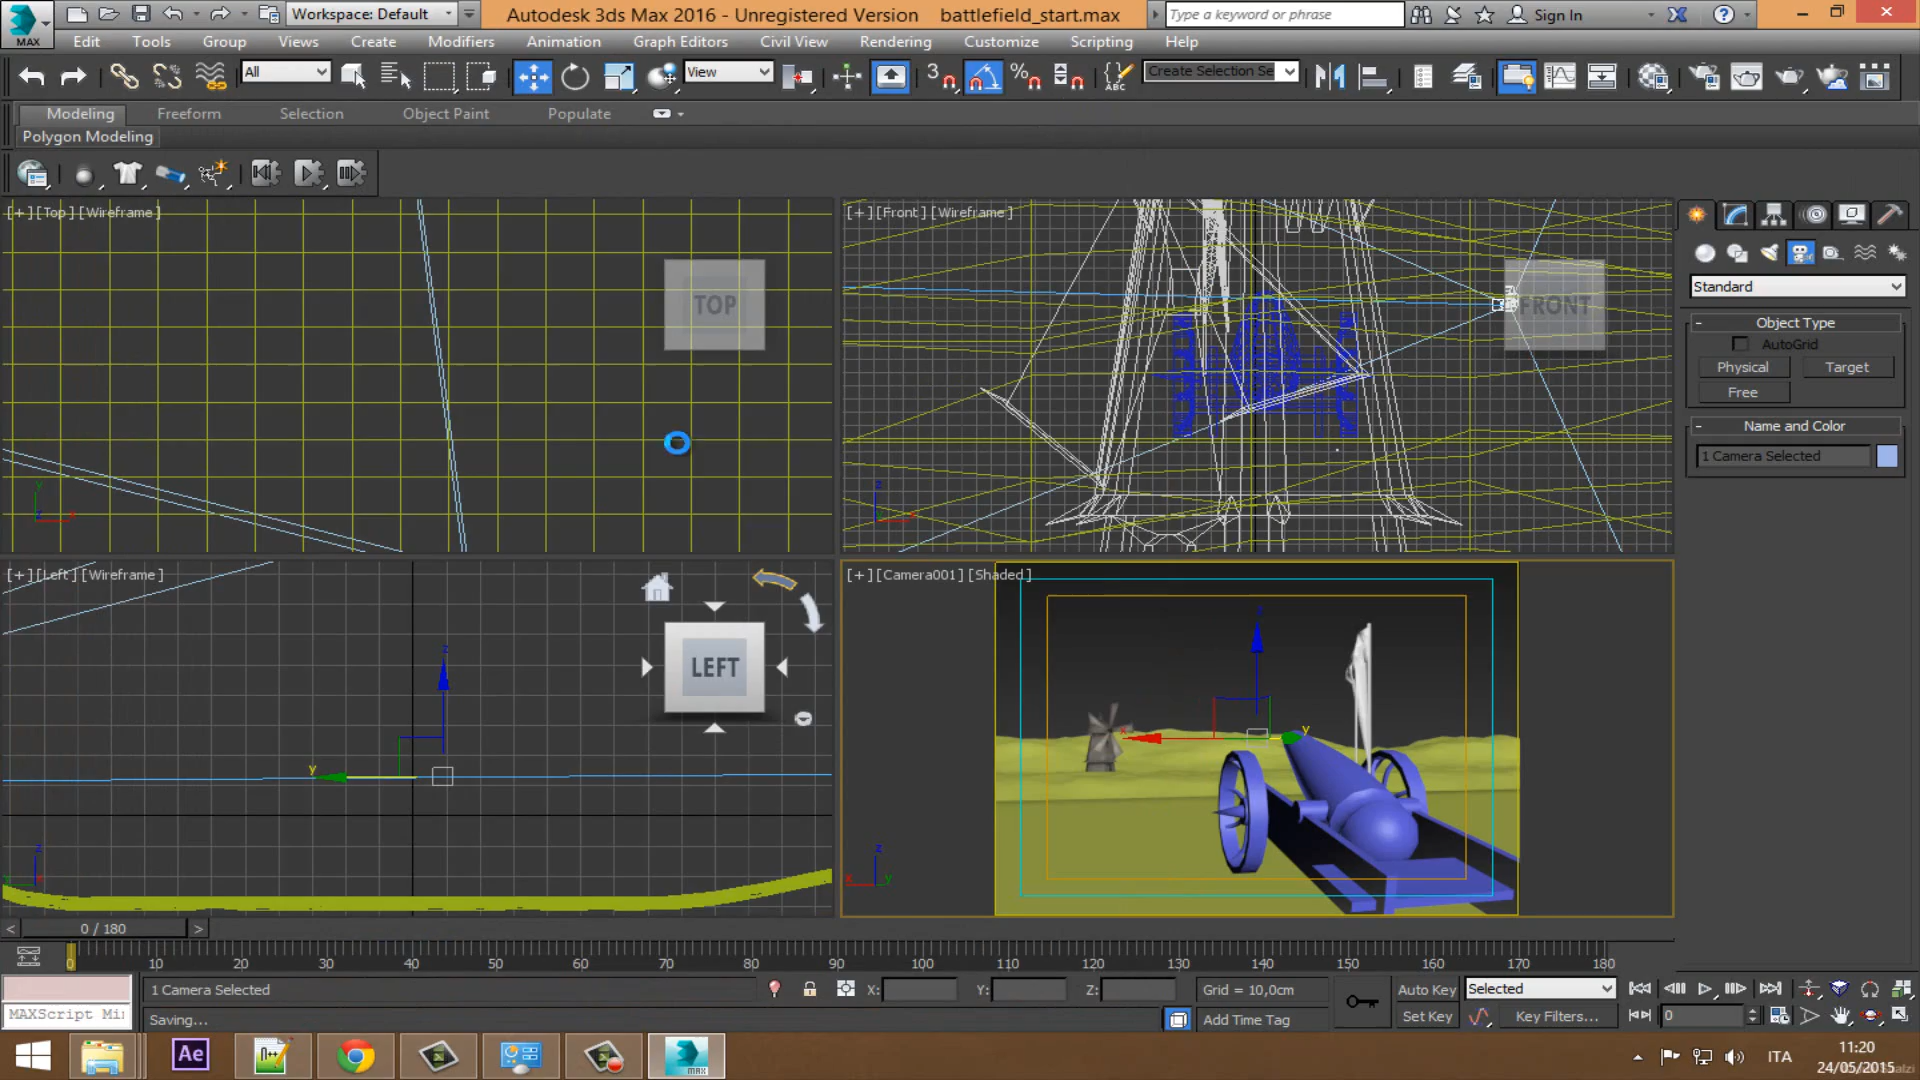 MAX
Workspace: Default
Autodesk 3ds Max 2016 - Unregistered Version battlefield_start.max
Type a keyword or phrase
Sign In
Edit Tools Group Views Create Modifiers Animation Graph Editors Civil View Rendering Customize Scripting Help
All
View
3
%
ABC
Create Selection Se
Modeling Freeform Selection Object Paint Populate
Polygon Modeling
[+] [Top] [Wireframe]
TOP
y
x
z
[+] [Front] [Wireframe]
FRONT
z
x
Standard
- Object Type
AutoGrid
Physical Target
Free
- Name and Color
1 Camera Selected
[+] [Left] [Wireframe]
LEFT
z
y
z
[+] [Camera001] [Shaded]
z
x
y
z
x
y
< 0 / 180 >
0 10 20 30 40 50 60 70 80 90 100 110 120 130 140 150 160 170 180
1 Camera Selected
X: Y: Z:
Grid = 10,0cm
Auto Key
Selected
MAXScript Mi
Saving...
Add Time Tag
Set Key
Key Filters...
0
Ae
n++
MAX
ITA
11:20
24/05/2015